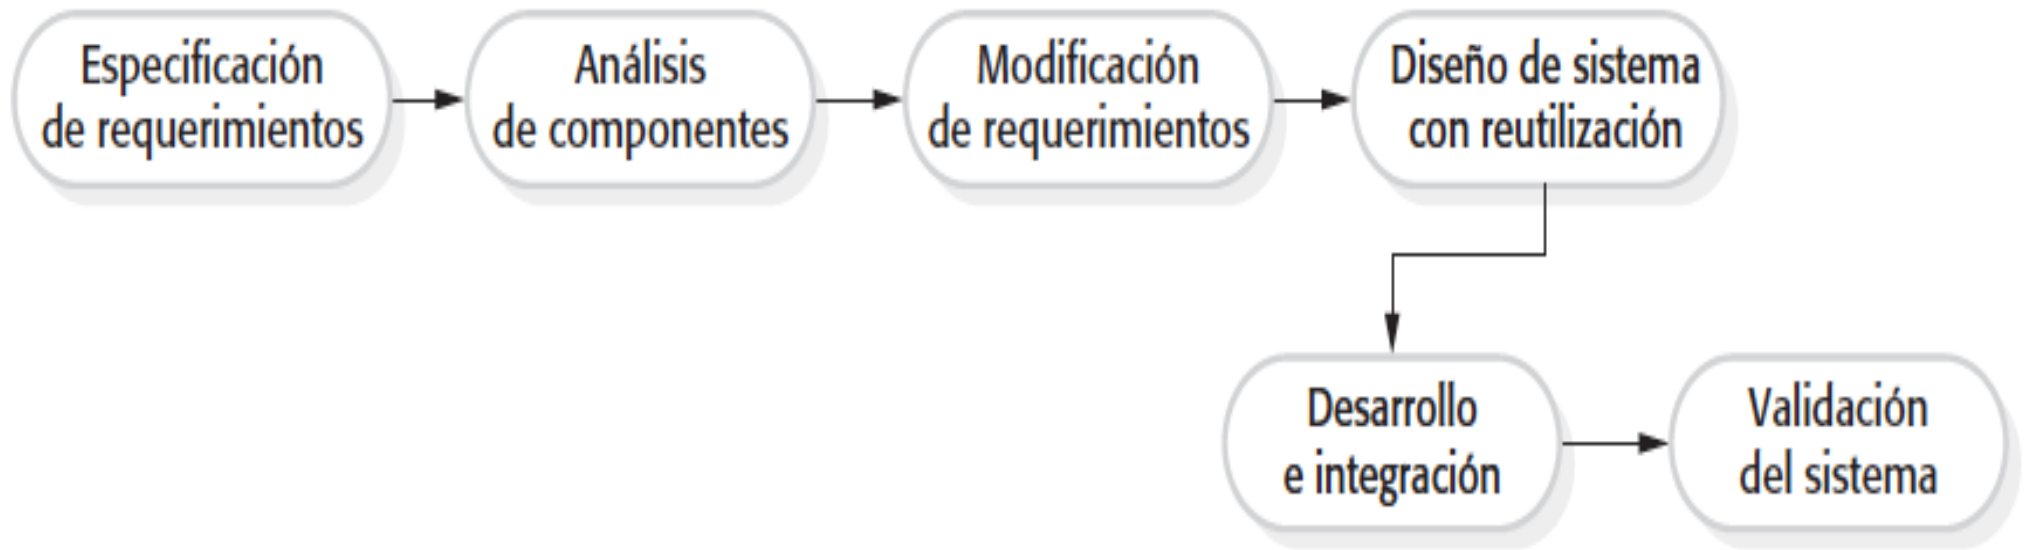 Especificación
de requerimientos
Análisis
de componentes
Modificación
de requerimientos
Diseño de sistema
con reutilización
Desarrollo
e integración
Validación
del sistema